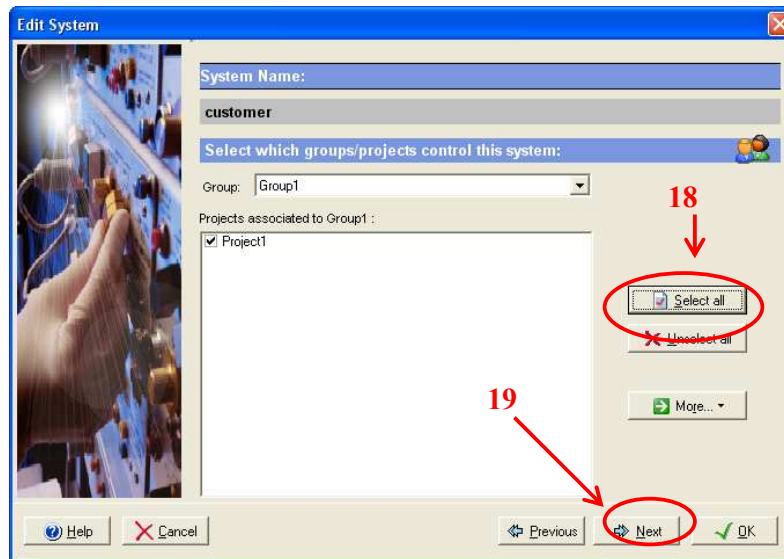 Edit System
System Name:
customer
Select which groups/projects control this system:
Group: Group1
Projects associated to Group1 :
Project1
18
Select all
Unselect all
19
More...
Help
Cancel
Previous
Next
OK